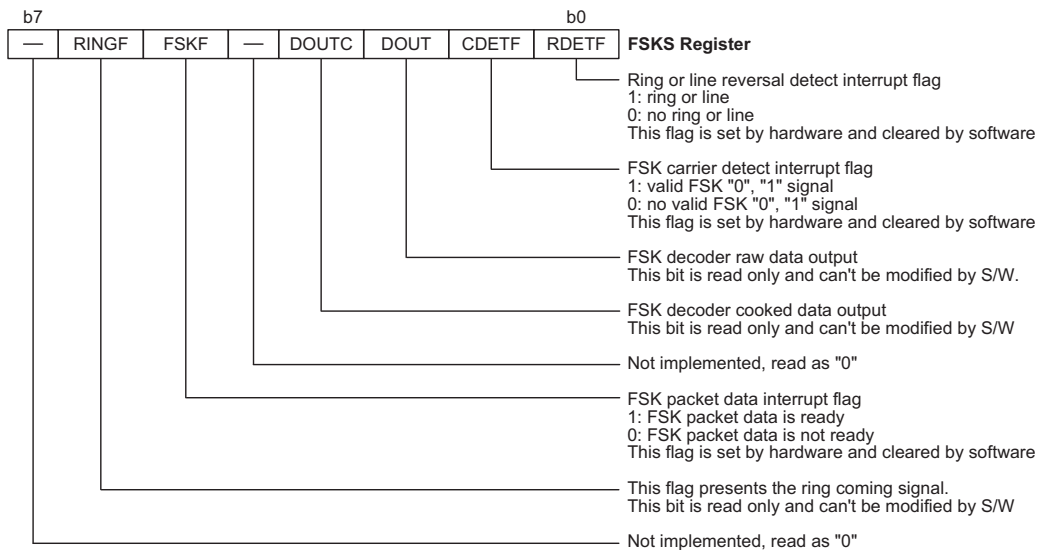 b7 b0
— RINGF FSKF — DOUTC DOUT CDETF RDETF FSKS Register
Ring or line reversal detect interrupt flag
1: ring or line
0: no ring or line
This flag is set by hardware and cleared by software
FSK carrier detect interrupt flag
1: valid FSK "0", "1" signal
0: no valid FSK "0", "1" signal
This flag is set by hardware and cleared by software
FSK decoder raw data output
This bit is read only and can't be modified by S/W.
FSK decoder cooked data output
This bit is read only and can't be modified by S/W
Not implemented, read as "0"
FSK packet data interrupt flag
1: FSK packet data is ready
0: FSK packet data is not ready
This flag is set by hardware and cleared by software
This flag presents the ring coming signal.
This bit is read only and can't be modified by S/W
Not implemented, read as "0"